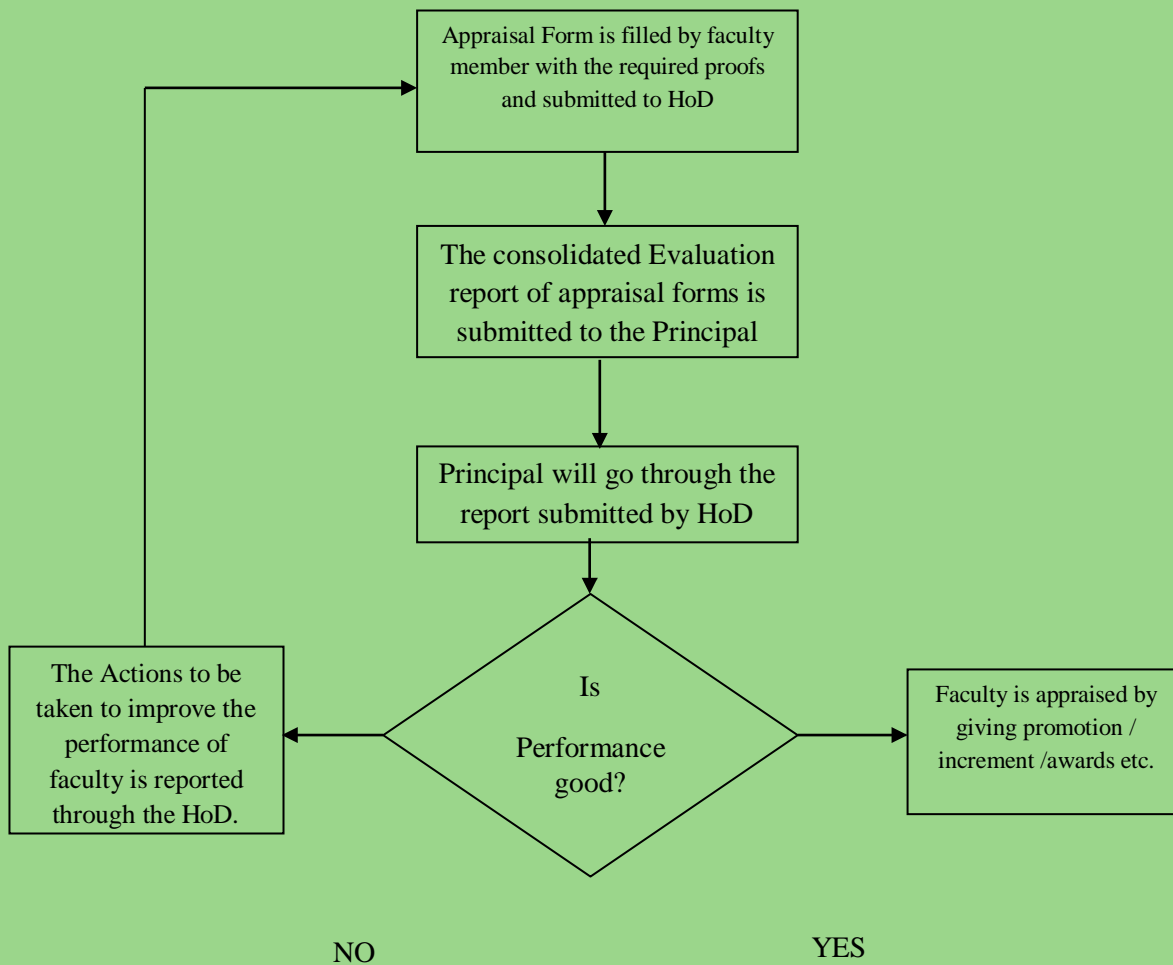 Appraisal Form is filled by faculty
member with the required proofs
and submitted to HoD
The consolidated Evaluation
report of appraisal forms is
submitted to the Principal
Principal will go through the
report submitted by HoD
Is
Performance
good?
The Actions to be
taken to improve the
performance of
faculty is reported
through the HoD.
Faculty is appraised by
giving promotion /
increment /awards etc.
NO
YES